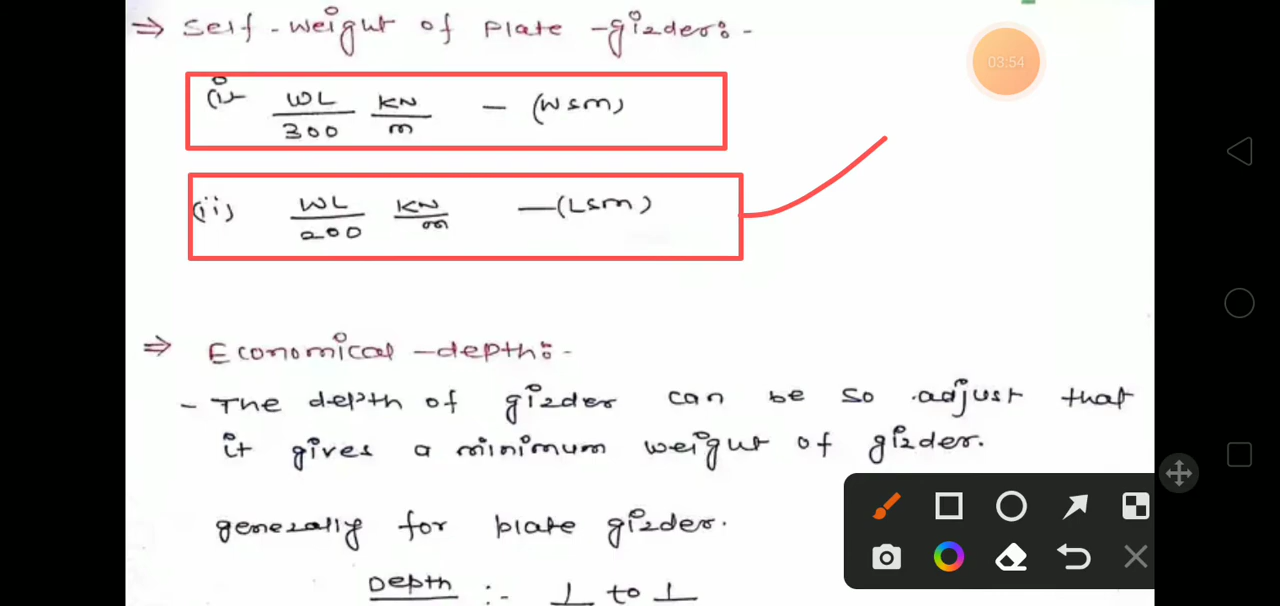 ⇒ Self-weight of plate-girder:-
03:54
(i) WL/300 KN/m - (WSM)
(ii) WL/200 KN/m - (LSM)
⇒ Economical-depth:-
- The depth of girder can be so adjust that
it gives a minimum weight of girder.
generally for plate girder.
Depth :- 1 to 1